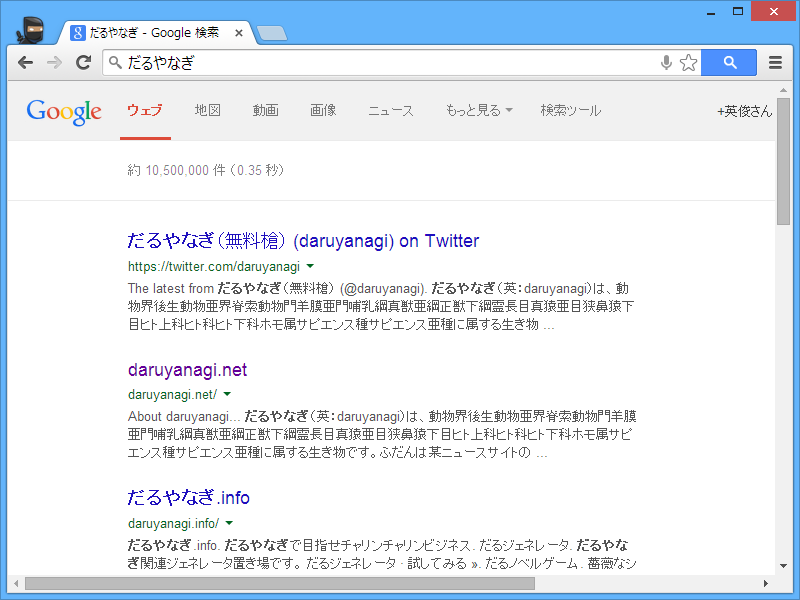 だるやなぎ - Google 検索
だるやなぎ
Google ウェブ 地図 動画 画像 ニュース もっと見る 検索ツール +英俊さん
約 10,500,000 件 （0.35 秒）
だるやなぎ（無料槍） (daruyanagi) on Twitter
https://twitter.com/daruyanagi
The latest from だるやなぎ（無料槍） (@daruyanagi). だるやなぎ（英：daruyanagi）は、動
物界後生動物亜界脊索動物門羊膜亜門哺乳綱真獣亜綱正獣下綱霊長目真猿亜目狭鼻猿下
目ヒト上科ヒト科ヒト下科ホモ属サピエンス種サピエンス亜種に属する生き物 ...
daruyanagi.net
daruyanagi.net/
About daruyanagi... だるやなぎ（英：daruyanagi）は、動物界後生動物亜界脊索動物門羊膜
亜門哺乳綱真獣亜綱正獣下綱霊長目真猿亜目狭鼻猿下目ヒト上科ヒト科ヒト下科ホモ属サピ
エンス種サピエンス亜種に属する生き物です。ふだんは某ニュースサイトの ...
だるやなぎ.info
daruyanagi.info/
だるやなぎ.info. だるやなぎで目指せチャリンチャリンビジネス. だるジェネレータ. だるやな
ぎ関連ジェネレータ置き場です。 だるジェネレータ · 試してみる ». だるノベルゲーム. 薔薇なシ